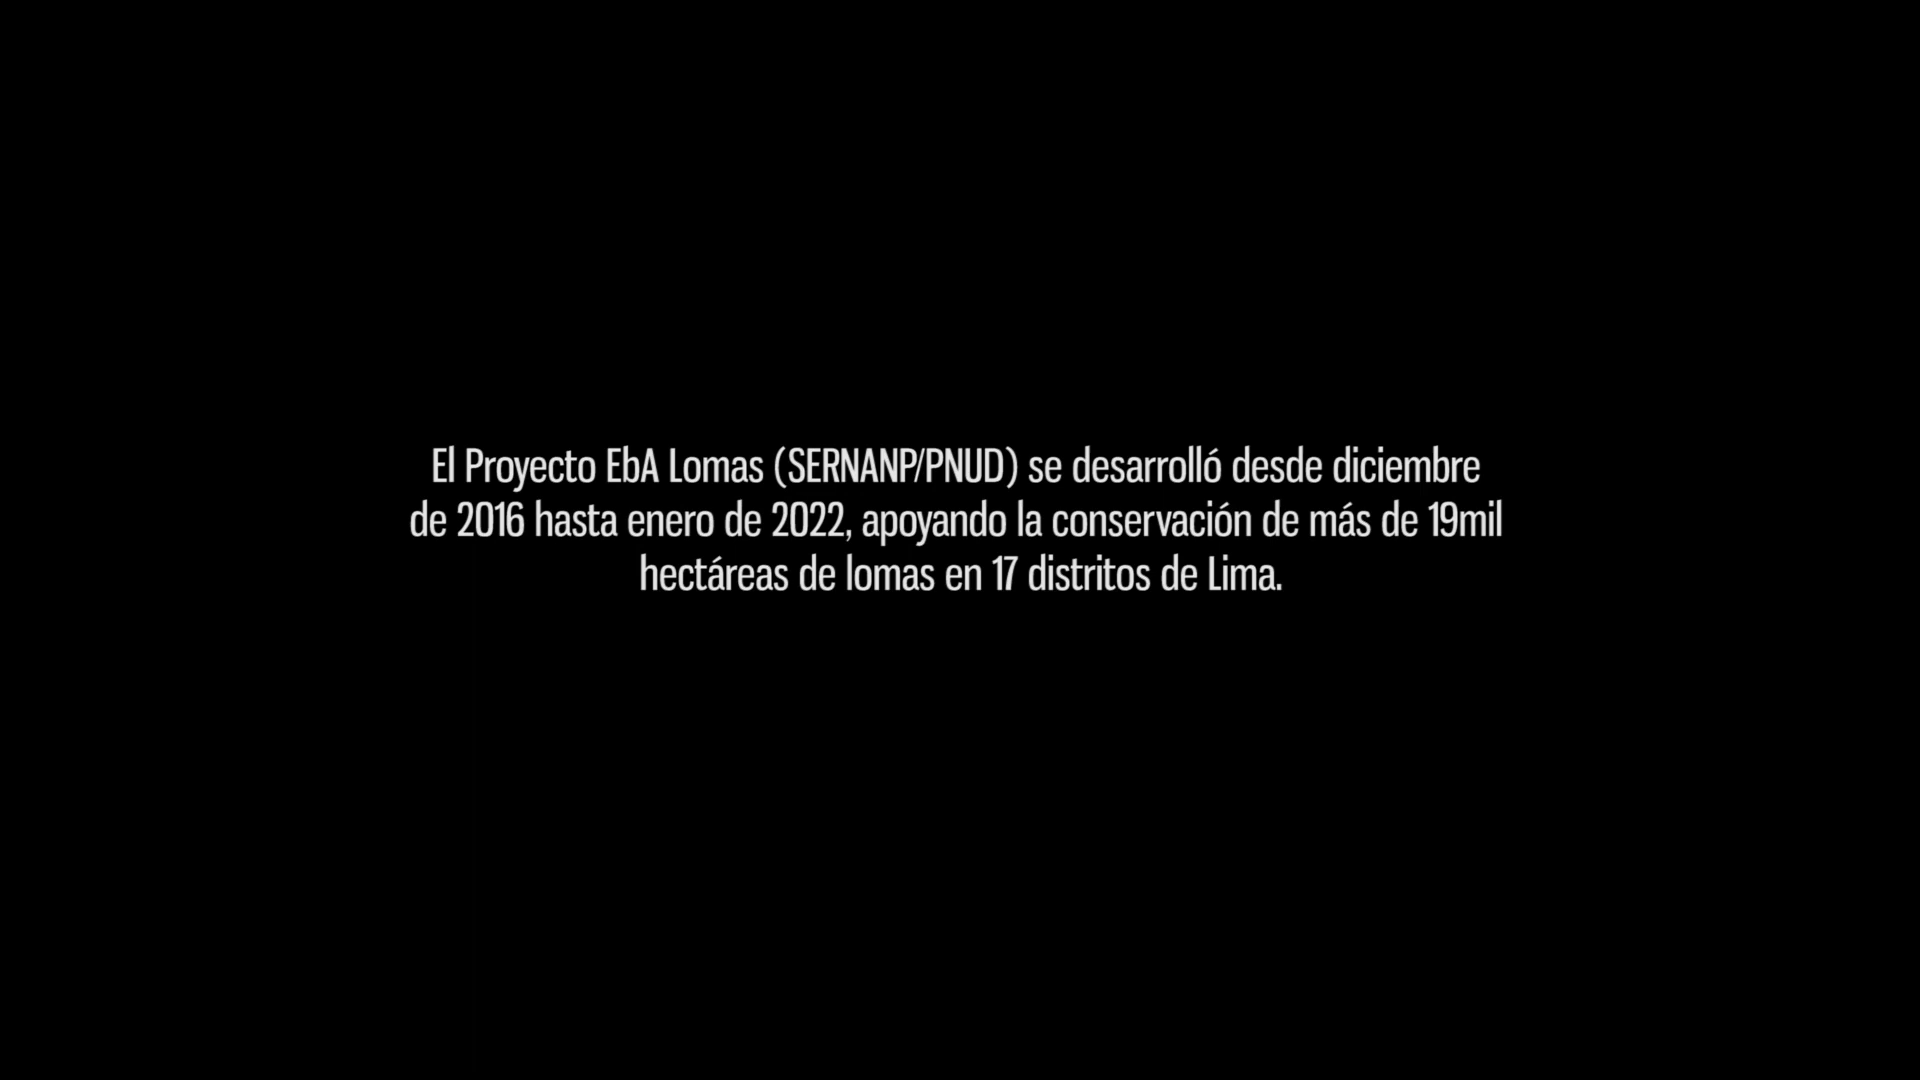 El Proyecto EbA Lomas (SERNANP/PNUD) se desarrolló desde diciembre
de 2016 hasta enero de 2022, apoyando la conservación de más de 19mil
hectáreas de lomas en 17 distritos de Lima.